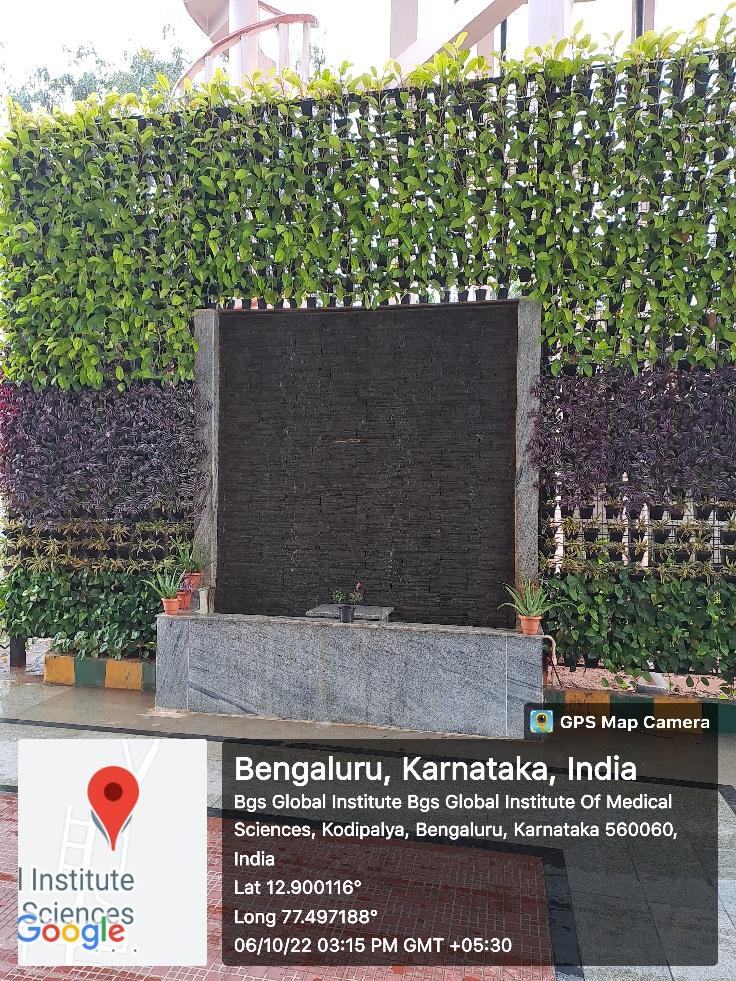 GPS Map Camera
Bengaluru, Karnataka, India
Bgs Global Institute Bgs Global Institute Of Medical
Sciences, Kodipalya, Bengaluru, Karnataka 560060,
India
Lat 12.900116°
Long 77.497188°
06/10/22 03:15 PM GMT +05:30
l Institute
Sciences
Google